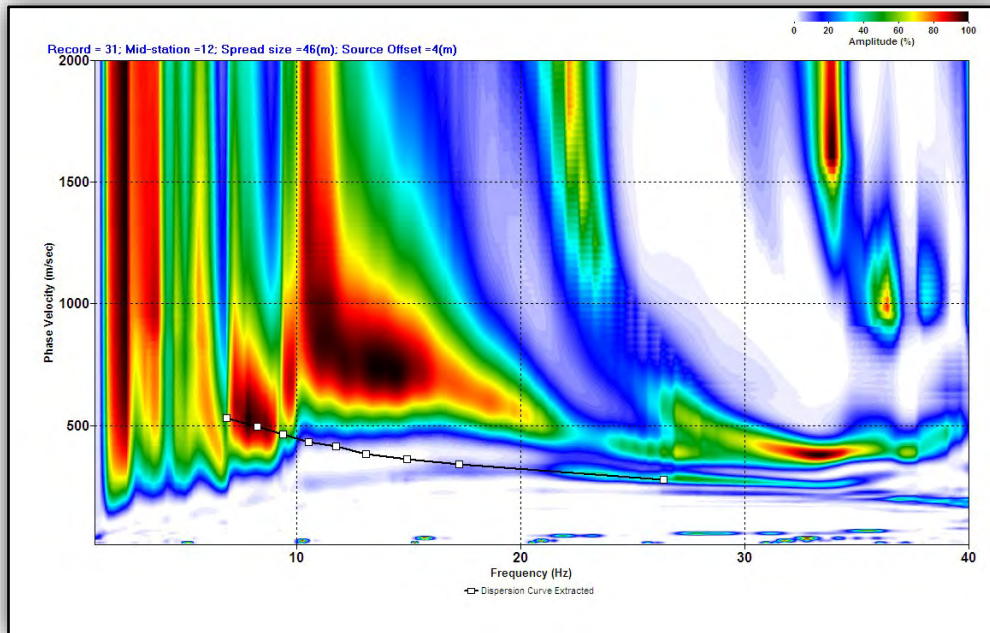 Record = 31; Mid-station =12; Spread size =46(m); Source Offset =4(m)
0 20 40 60 80 100
Amplitude (%)
2000
1500
1000
500
Phase Velocity (m/sec)
10 20 30 40
Frequency (Hz)
Dispersion Curve Extracted